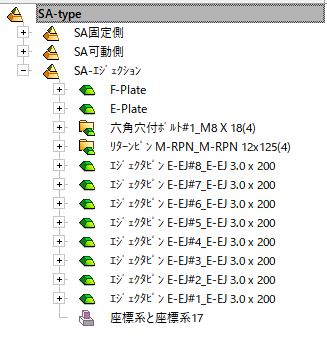 SA-type
SA固定側
SA可動側
SA-ｴｼﾞｪｸｼｮﾝ
F-Plate
E-Plate
六角穴付ﾎﾞﾙﾄ#1_M8 X 18(4)
ﾘﾀｰﾝﾋﾟﾝ M-RPN_M-RPN 12x125(4)
ｴｼﾞｪｸﾀﾋﾟﾝ E-EJ#8_E-EJ 3.0 x 200
ｴｼﾞｪｸﾀﾋﾟﾝ E-EJ#7_E-EJ 3.0 x 200
ｴｼﾞｪｸﾀﾋﾟﾝ E-EJ#6_E-EJ 3.0 x 200
ｴｼﾞｪｸﾀﾋﾟﾝ E-EJ#5_E-EJ 3.0 x 200
ｴｼﾞｪｸﾀﾋﾟﾝ E-EJ#4_E-EJ 3.0 x 200
ｴｼﾞｪｸﾀﾋﾟﾝ E-EJ#3_E-EJ 3.0 x 200
ｴｼﾞｪｸﾀﾋﾟﾝ E-EJ#2_E-EJ 3.0 x 200
ｴｼﾞｪｸﾀﾋﾟﾝ E-EJ#1_E-EJ 3.0 x 200
座標系と座標系17